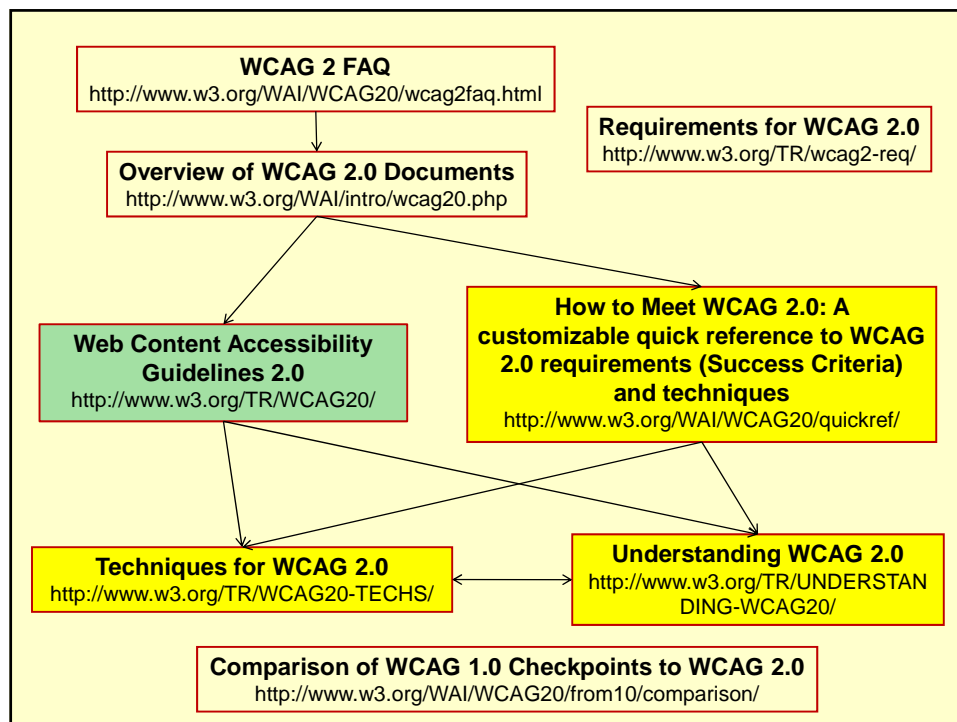 WCAG 2 FAQ
http://www.w3.org/WAI/WCAG20/wcag2faq.html
Requirements for WCAG 2.0
http://www.w3.org/TR/wcag2-req/
Overview of WCAG 2.0 Documents
http://www.w3.org/WAI/intro/wcag20.php
Web Content Accessibility
Guidelines 2.0
http://www.w3.org/TR/WCAG20/
How to Meet WCAG 2.0: A
customizable quick reference to WCAG
2.0 requirements (Success Criteria)
and techniques
http://www.w3.org/WAI/WCAG20/quickref/
Techniques for WCAG 2.0
http://www.w3.org/TR/WCAG20-TECHS/
Understanding WCAG 2.0
http://www.w3.org/TR/UNDERSTAN
DING-WCAG20/
Comparison of WCAG 1.0 Checkpoints to WCAG 2.0
http://www.w3.org/WAI/WCAG20/from10/comparison/